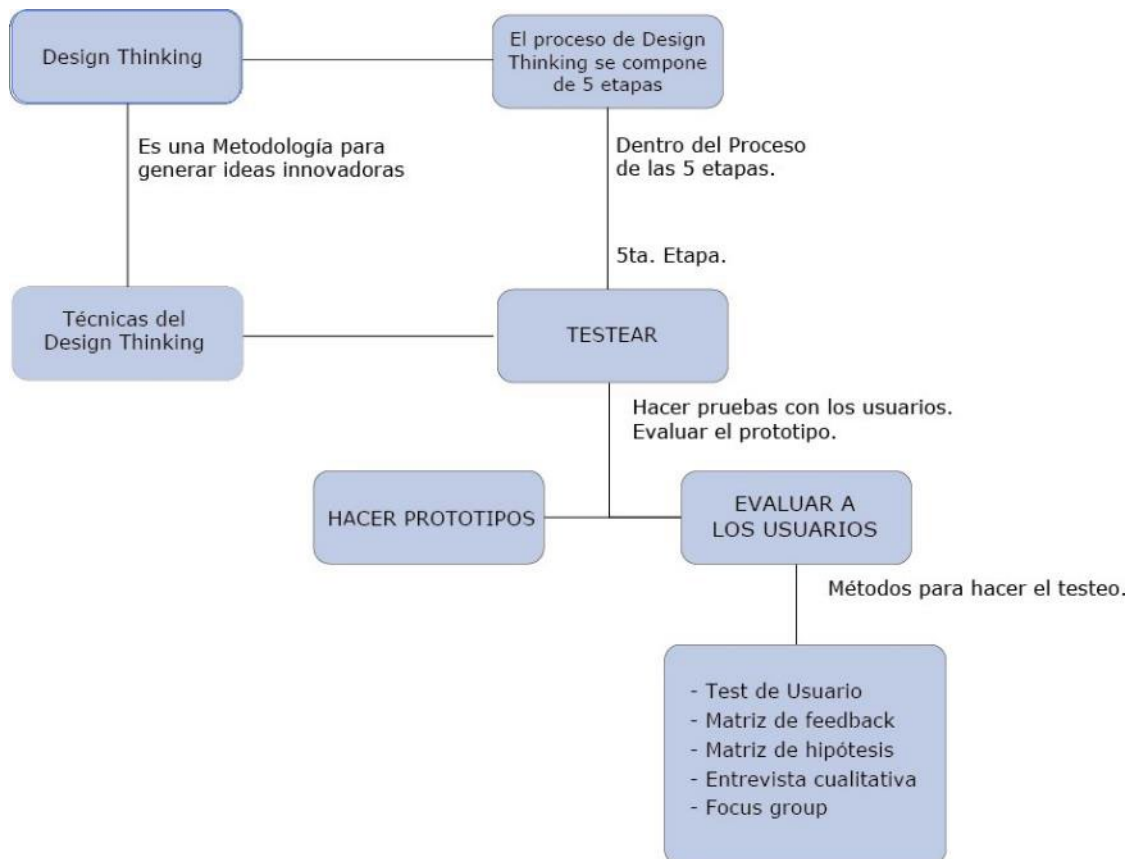 Design Thinking
El proceso de Design
Thinking se compone
de 5 etapas
Es una Metodología para
generar ideas innovadoras
Dentro del Proceso
de las 5 etapas.
5ta. Etapa.
Técnicas del
Design Thinking
TESTEAR
Hacer pruebas con los usuarios.
Evaluar el prototipo.
HACER PROTOTIPOS
EVALUAR A
LOS USUARIOS
Métodos para hacer el testeo.
- Test de Usuario
- Matriz de feedback
- Matriz de hipótesis
- Entrevista cualitativa
- Focus group